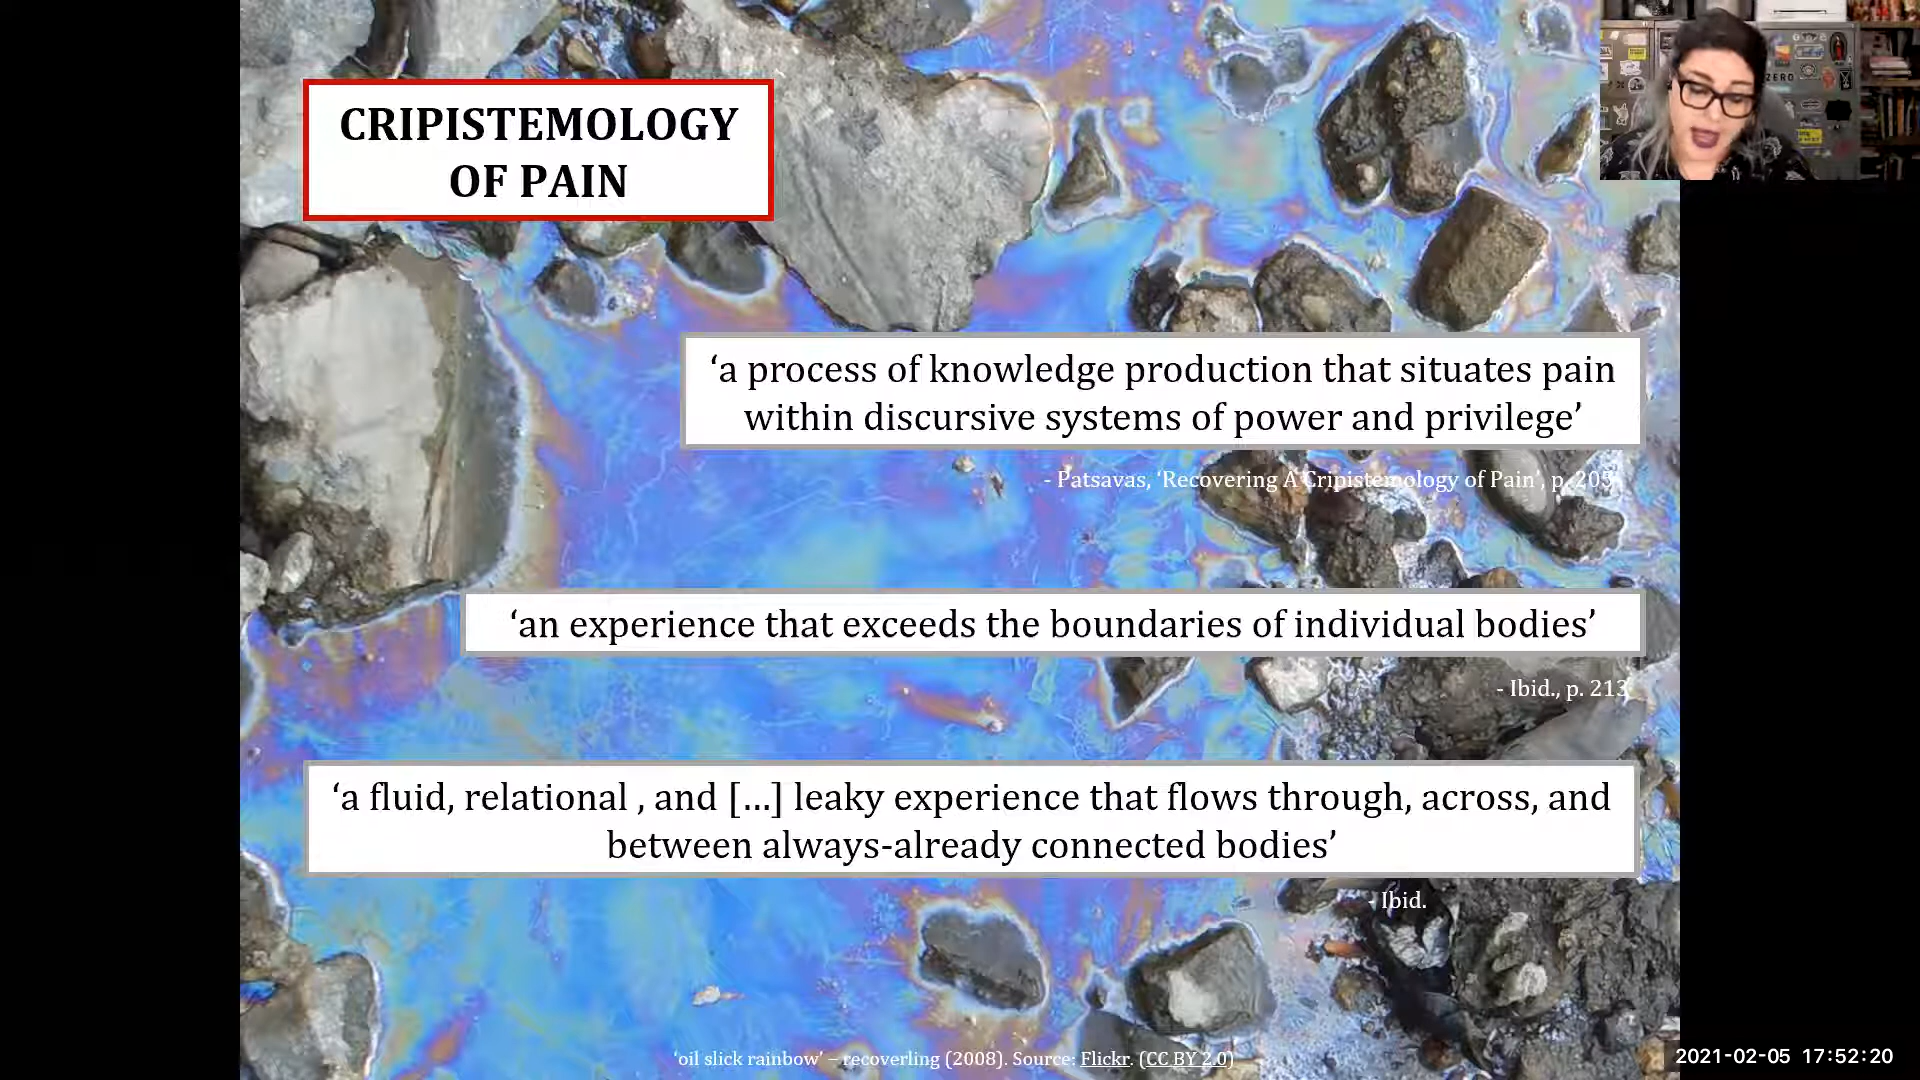 CRIPISTEMOLOGY
OF PAIN
ZERO
‘a process of knowledge production that situates pain
within discursive systems of power and privilege’
- Patsavas, ‘Recovering A Cripistemology of Pain’, p. 205
‘an experience that exceeds the boundaries of individual bodies’
- Ibid., p. 213
‘a fluid, relational , and [...] leaky experience that flows through, across, and
between always-already connected bodies’
- Ibid.
‘oil slick rainbow’ – recoverling (2008). Source: Flickr. (CC BY 2.0)
2021-02-05 17:52:20